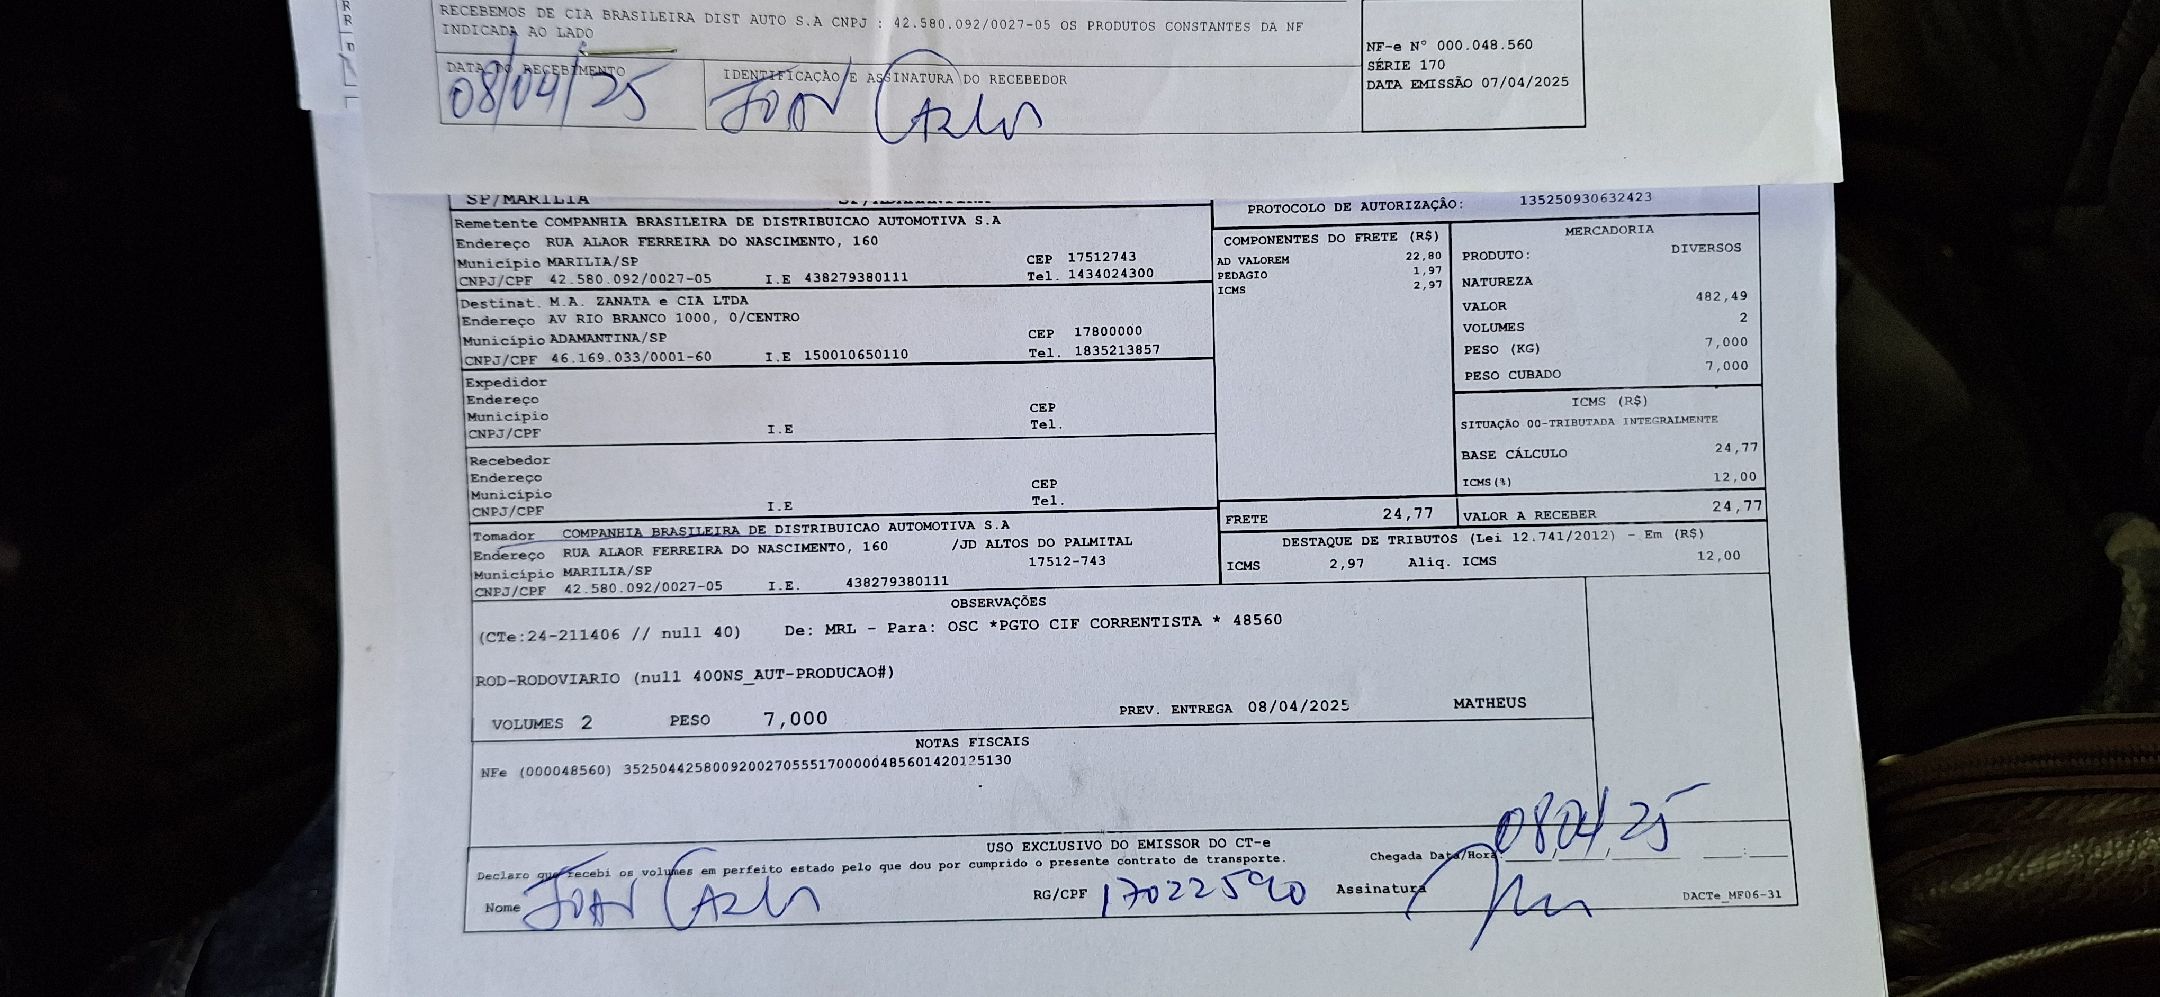 RECEBEMOS DE CIA BRASILEIRA DIST AUTO S.A CNPJ : 42.580.092/0027-05 OS PRODUTOS CONSTANTES DA NF
INDICADA AO LADO
DATA DO RECEBIMENTO
08/04/25
IDENTIFICAÇÃO E ASSINATURA DO RECEBEDOR
NF-e N° 000.048.560
SÉRIE 170
DATA EMISSÃO 07/04/2025
SP/MARILIA
PROTOCOLO DE AUTORIZAÇÃO: 135250930632423
Remetente COMPANHIA BRASILEIRA DE DISTRIBUICAO AUTOMOTIVA S.A
Endereço RUA ALAOR FERREIRA DO NASCIMENTO, 160
Município MARILIA/SP CEP 17512743
CNPJ/CPF 42.580.092/0027-05 I.E 438279380111 Tel. 1434024300
Destinat. M.A. ZANATA e CIA LTDA
Endereço AV RIO BRANCO 1000, 0/CENTRO
Município ADAMANTINA/SP CEP 17800000
CNPJ/CPF 46.169.033/0001-60 I.E 150010650110 Tel. 1835213857
Expedidor
Endereço
Município CEP
CNPJ/CPF I.E Tel.
Recebedor
Endereço
Município CEP
CNPJ/CPF I.E Tel.
Tomador COMPANHIA BRASILEIRA DE DISTRIBUICAO AUTOMOTIVA S.A
Endereço RUA ALAOR FERREIRA DO NASCIMENTO, 160 /JD ALTOS DO PALMITAL
Município MARILIA/SP 17512-743
CNPJ/CPF 42.580.092/0027-05 I.E. 438279380111
COMPONENTES DO FRETE (R$)
AD VALOREM 22,80
PEDAGIO 1,97
ICMS 2,97
MERCADORIA
PRODUTO: DIVERSOS
NATUREZA
VALOR 482,49
VOLUMES 2
PESO (KG) 7,000
PESO CUBADO 7,000
ICMS (R$)
SITUAÇÃO 00-TRIBUTADA INTEGRALMENTE
BASE CÁLCULO 24,77
ICMS(%) 12,00
FRETE 24,77 VALOR A RECEBER 24,77
DESTAQUE DE TRIBUTOS (Lei 12.741/2012) - Em (R$)
ICMS 2,97 Aliq. ICMS 12,00
OBSERVAÇÕES
(CTe:24-211406 // null 40) De: MRL - Para: OSC *PGTO CIF CORRENTISTA * 48560
ROD-RODOVIARIO (null 400NS_AUT-PRODUCAO#)
VOLUMES 2 PESO 7,000 PREV. ENTREGA 08/04/2025 MATHEUS
NOTAS FISCAIS
NFe (000048560) 35250442580092002705551700000485601420125130
USO EXCLUSIVO DO EMISSOR DO CT-e
Declaro que recebi os volumes em perfeito estado pelo que dou por cumprido o presente contrato de transporte.
Chegada Data/Hora: 08/04/25
Nome
RG/CPF 17022590 Assinatura
DACTe_MF06-31